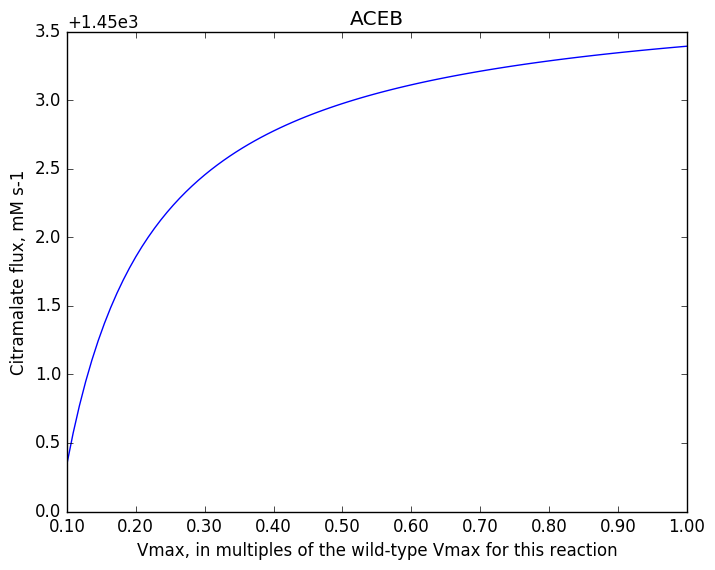 ACEB
+1.45e3
3.5
3.0
2.5
2.0
1.5
1.0
0.5
0.0
Citramalate flux, mM s-1
0.10 0.20 0.30 0.40 0.50 0.60 0.70 0.80 0.90 1.00
Vmax, in multiples of the wild-type Vmax for this reaction